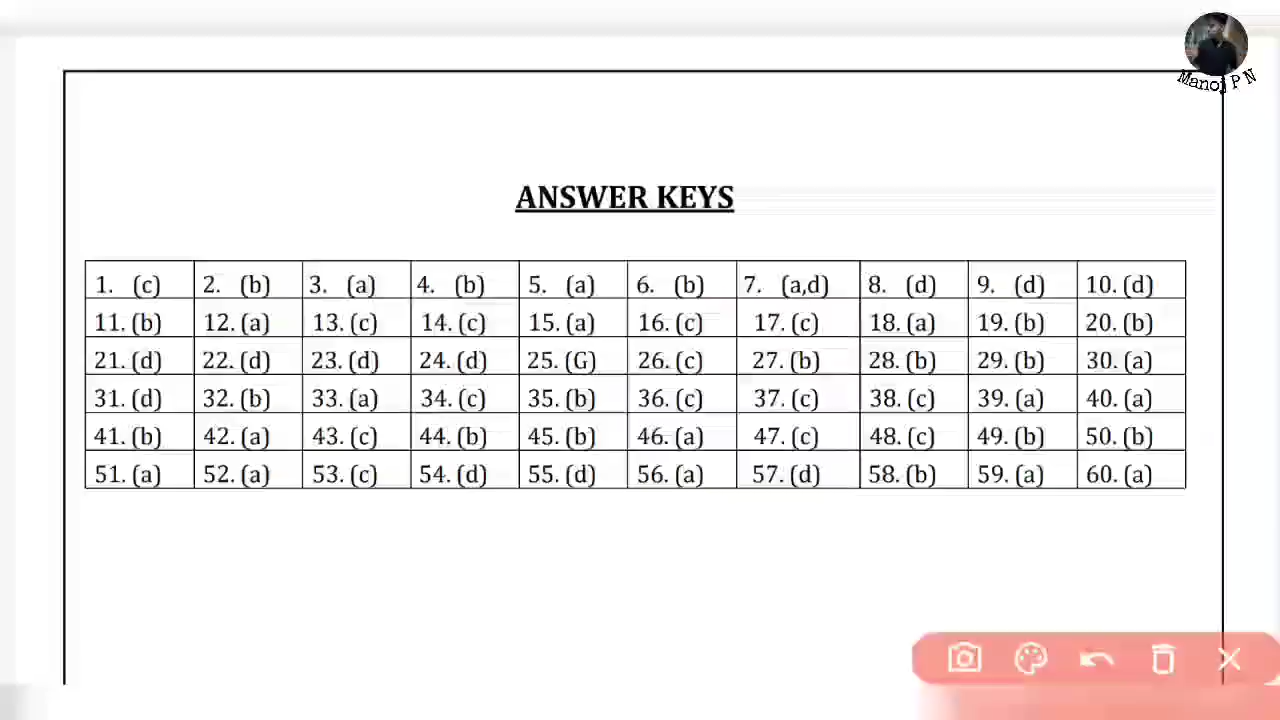 Manoj P N
ANSWER KEYS
1. (c) 2. (b) 3. (a) 4. (b) 5. (a) 6. (b) 7. (a,d) 8. (d) 9. (d) 10. (d)
11. (b) 12. (a) 13. (c) 14. (c) 15. (a) 16. (c) 17. (c) 18. (a) 19. (b) 20. (b)
21. (d) 22. (d) 23. (d) 24. (d) 25. (G) 26. (c) 27. (b) 28. (b) 29. (b) 30. (a)
31. (d) 32. (b) 33. (a) 34. (c) 35. (b) 36. (c) 37. (c) 38. (c) 39. (a) 40. (a)
41. (b) 42. (a) 43. (c) 44. (b) 45. (b) 46. (a) 47. (c) 48. (c) 49. (b) 50. (b)
51. (a) 52. (a) 53. (c) 54. (d) 55. (d) 56. (a) 57. (d) 58. (b) 59. (a) 60. (a)